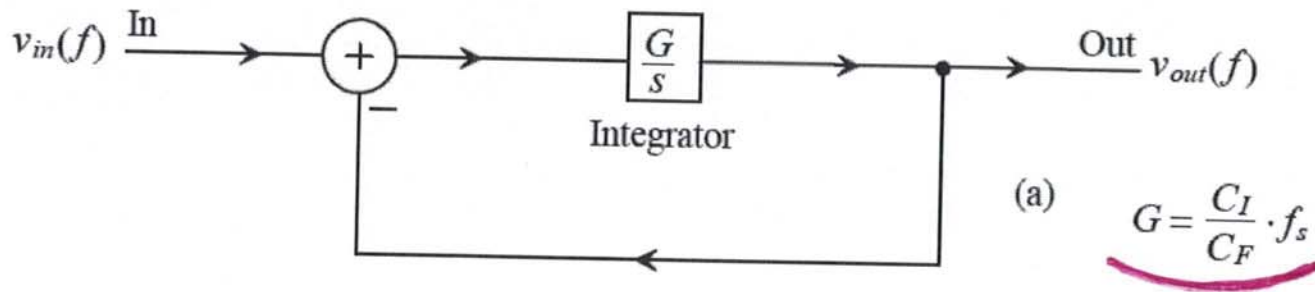 v_in(f) In
+
−
G/s
Integrator
Out v_out(f)
(a)
G = C_I/C_F · f_s